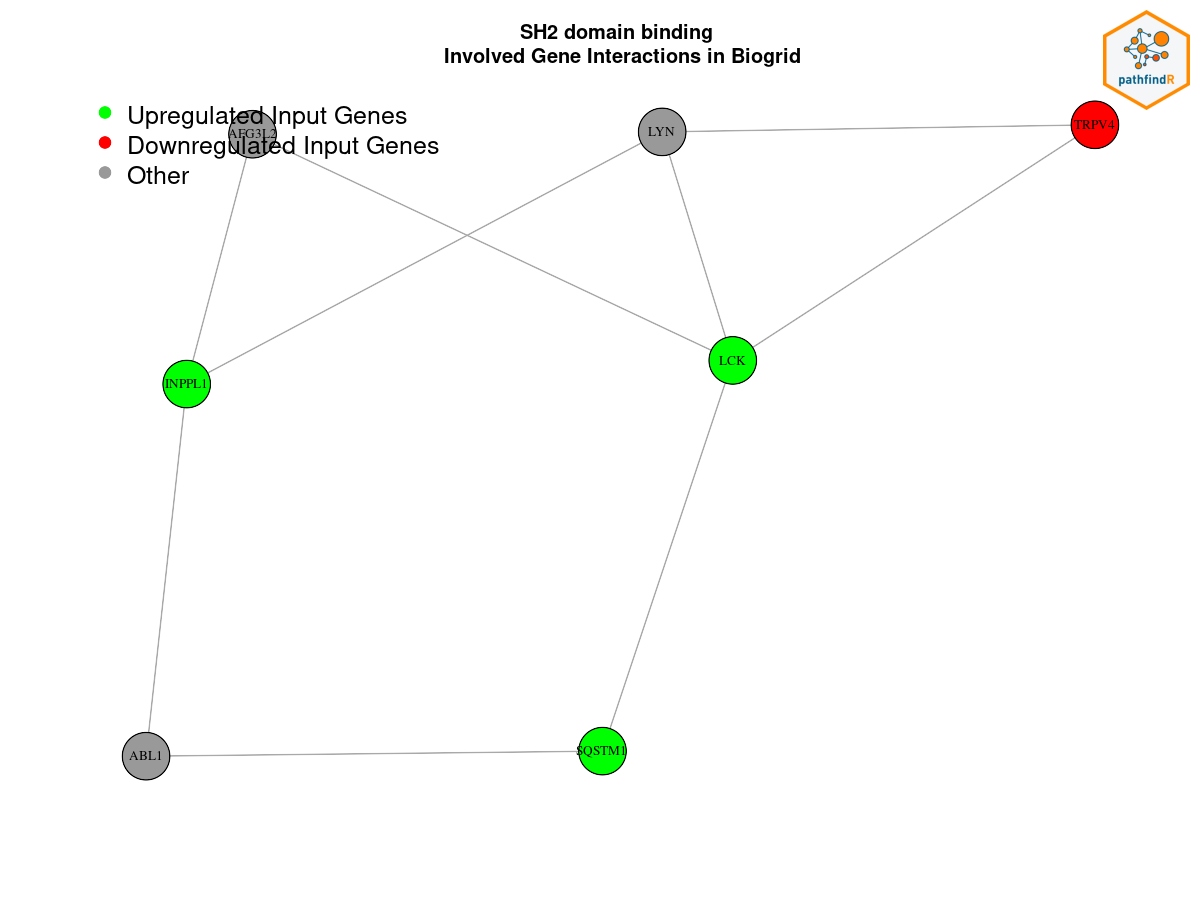 SH2 domain binding
Involved Gene Interactions in Biogrid
pathfindR
Upregulated Input Genes
Downregulated Input Genes
Other
AFG3L2
LYN
TRPV4
INPPL1
LCK
ABL1
SQSTM1